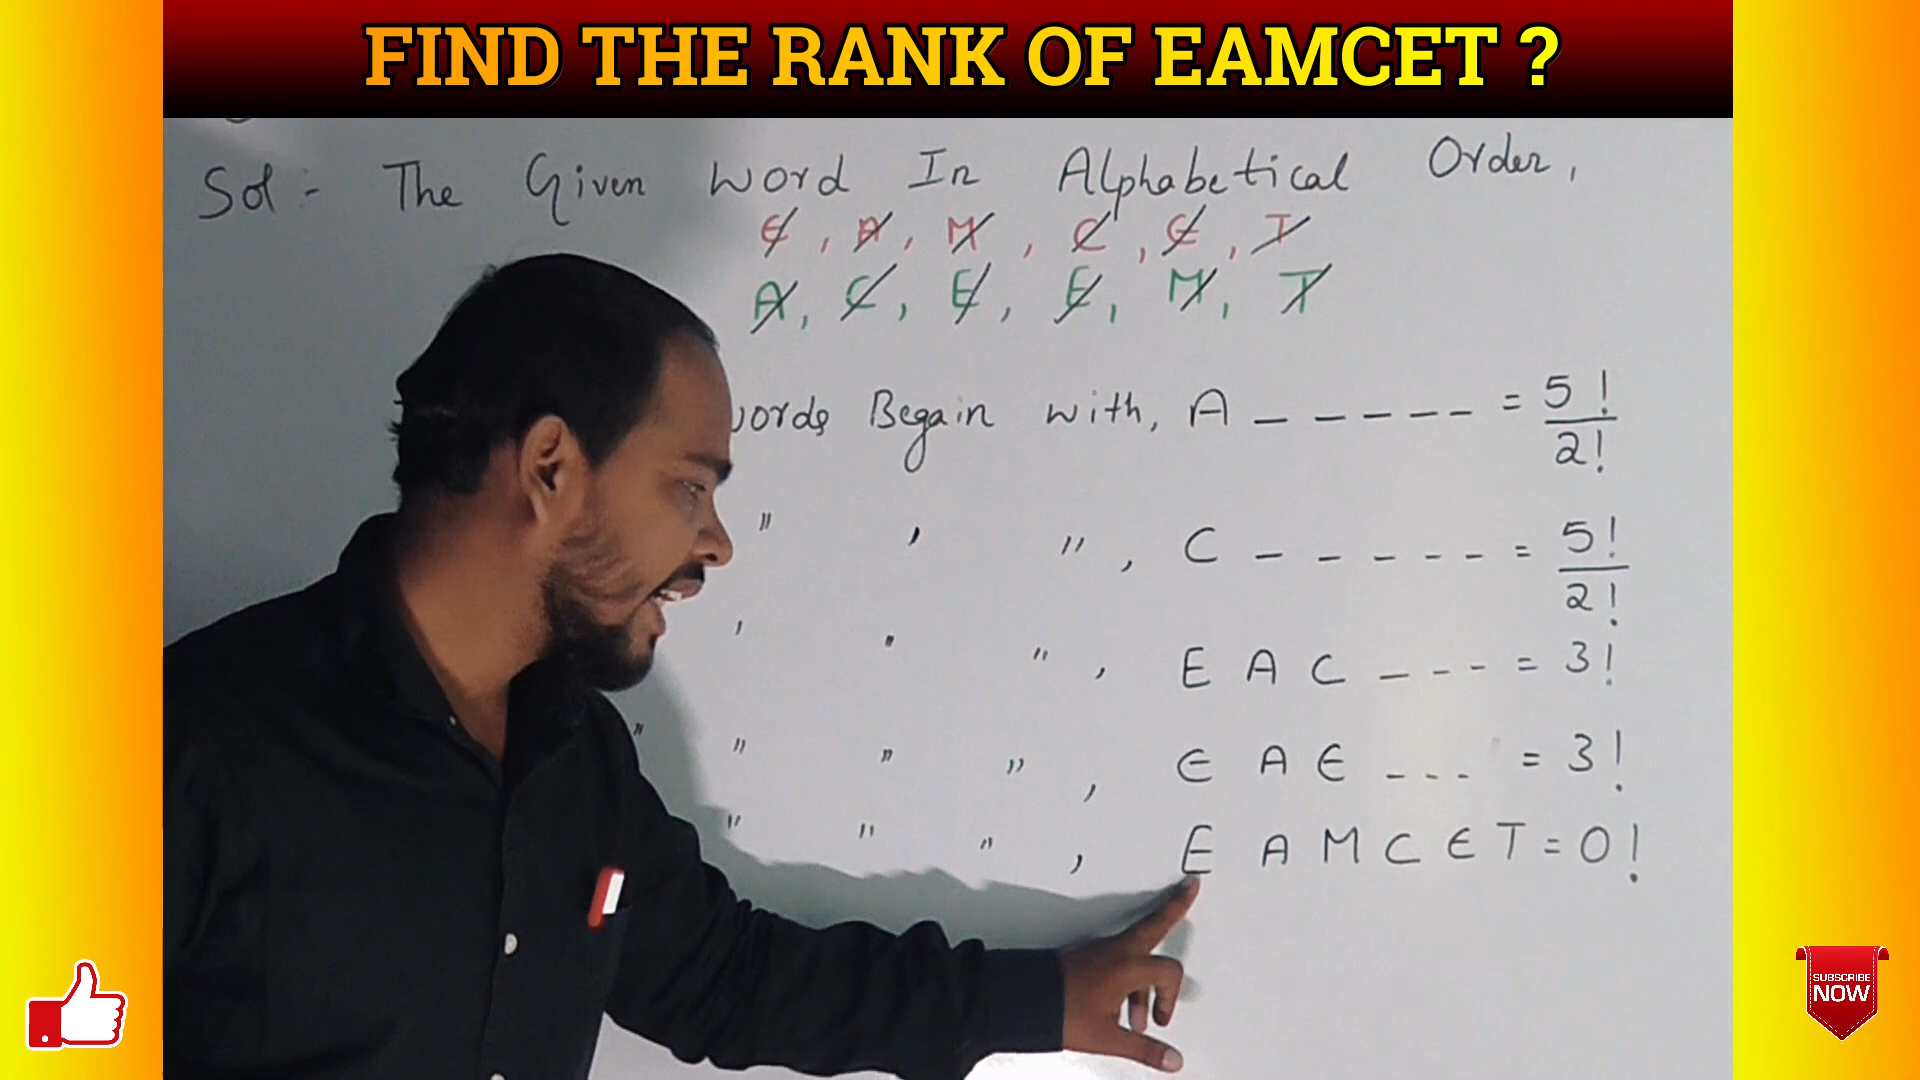 FIND THE RANK OF EAMCET ?
Sol:- The Given Word In Alphabetical Order,
E, A, M, C, E, T
A, C, E, E, M, T
words Begain with, A _ _ _ _ _ = 5!/2!
" , ", C _ _ _ _ _ = 5!/2!
, " ", E A C _ _ _ = 3!
" " " ", E A E _ _ _ = 3!
" " ", E A M C E T = 0!
SUBSCRIBE
NOW